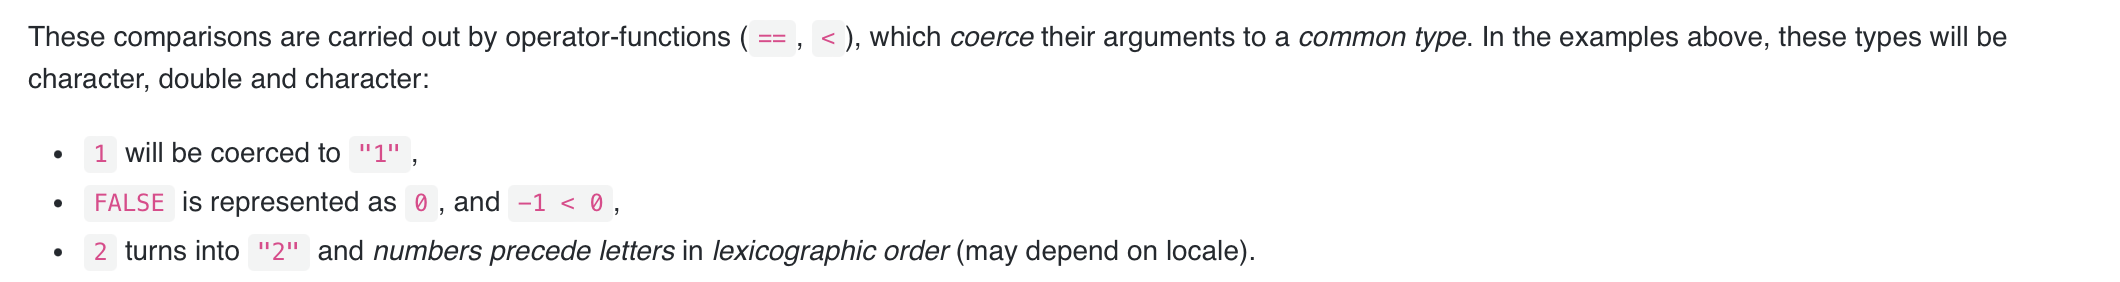 These comparisons are carried out by operator-functions ( == , < ), which coerce their arguments to a common type. In the examples above, these types will be
character, double and character:
• 1 will be coerced to "1" ,
• FALSE is represented as 0 , and -1 < 0 ,
• 2 turns into "2" and numbers precede letters in lexicographic order (may depend on locale).